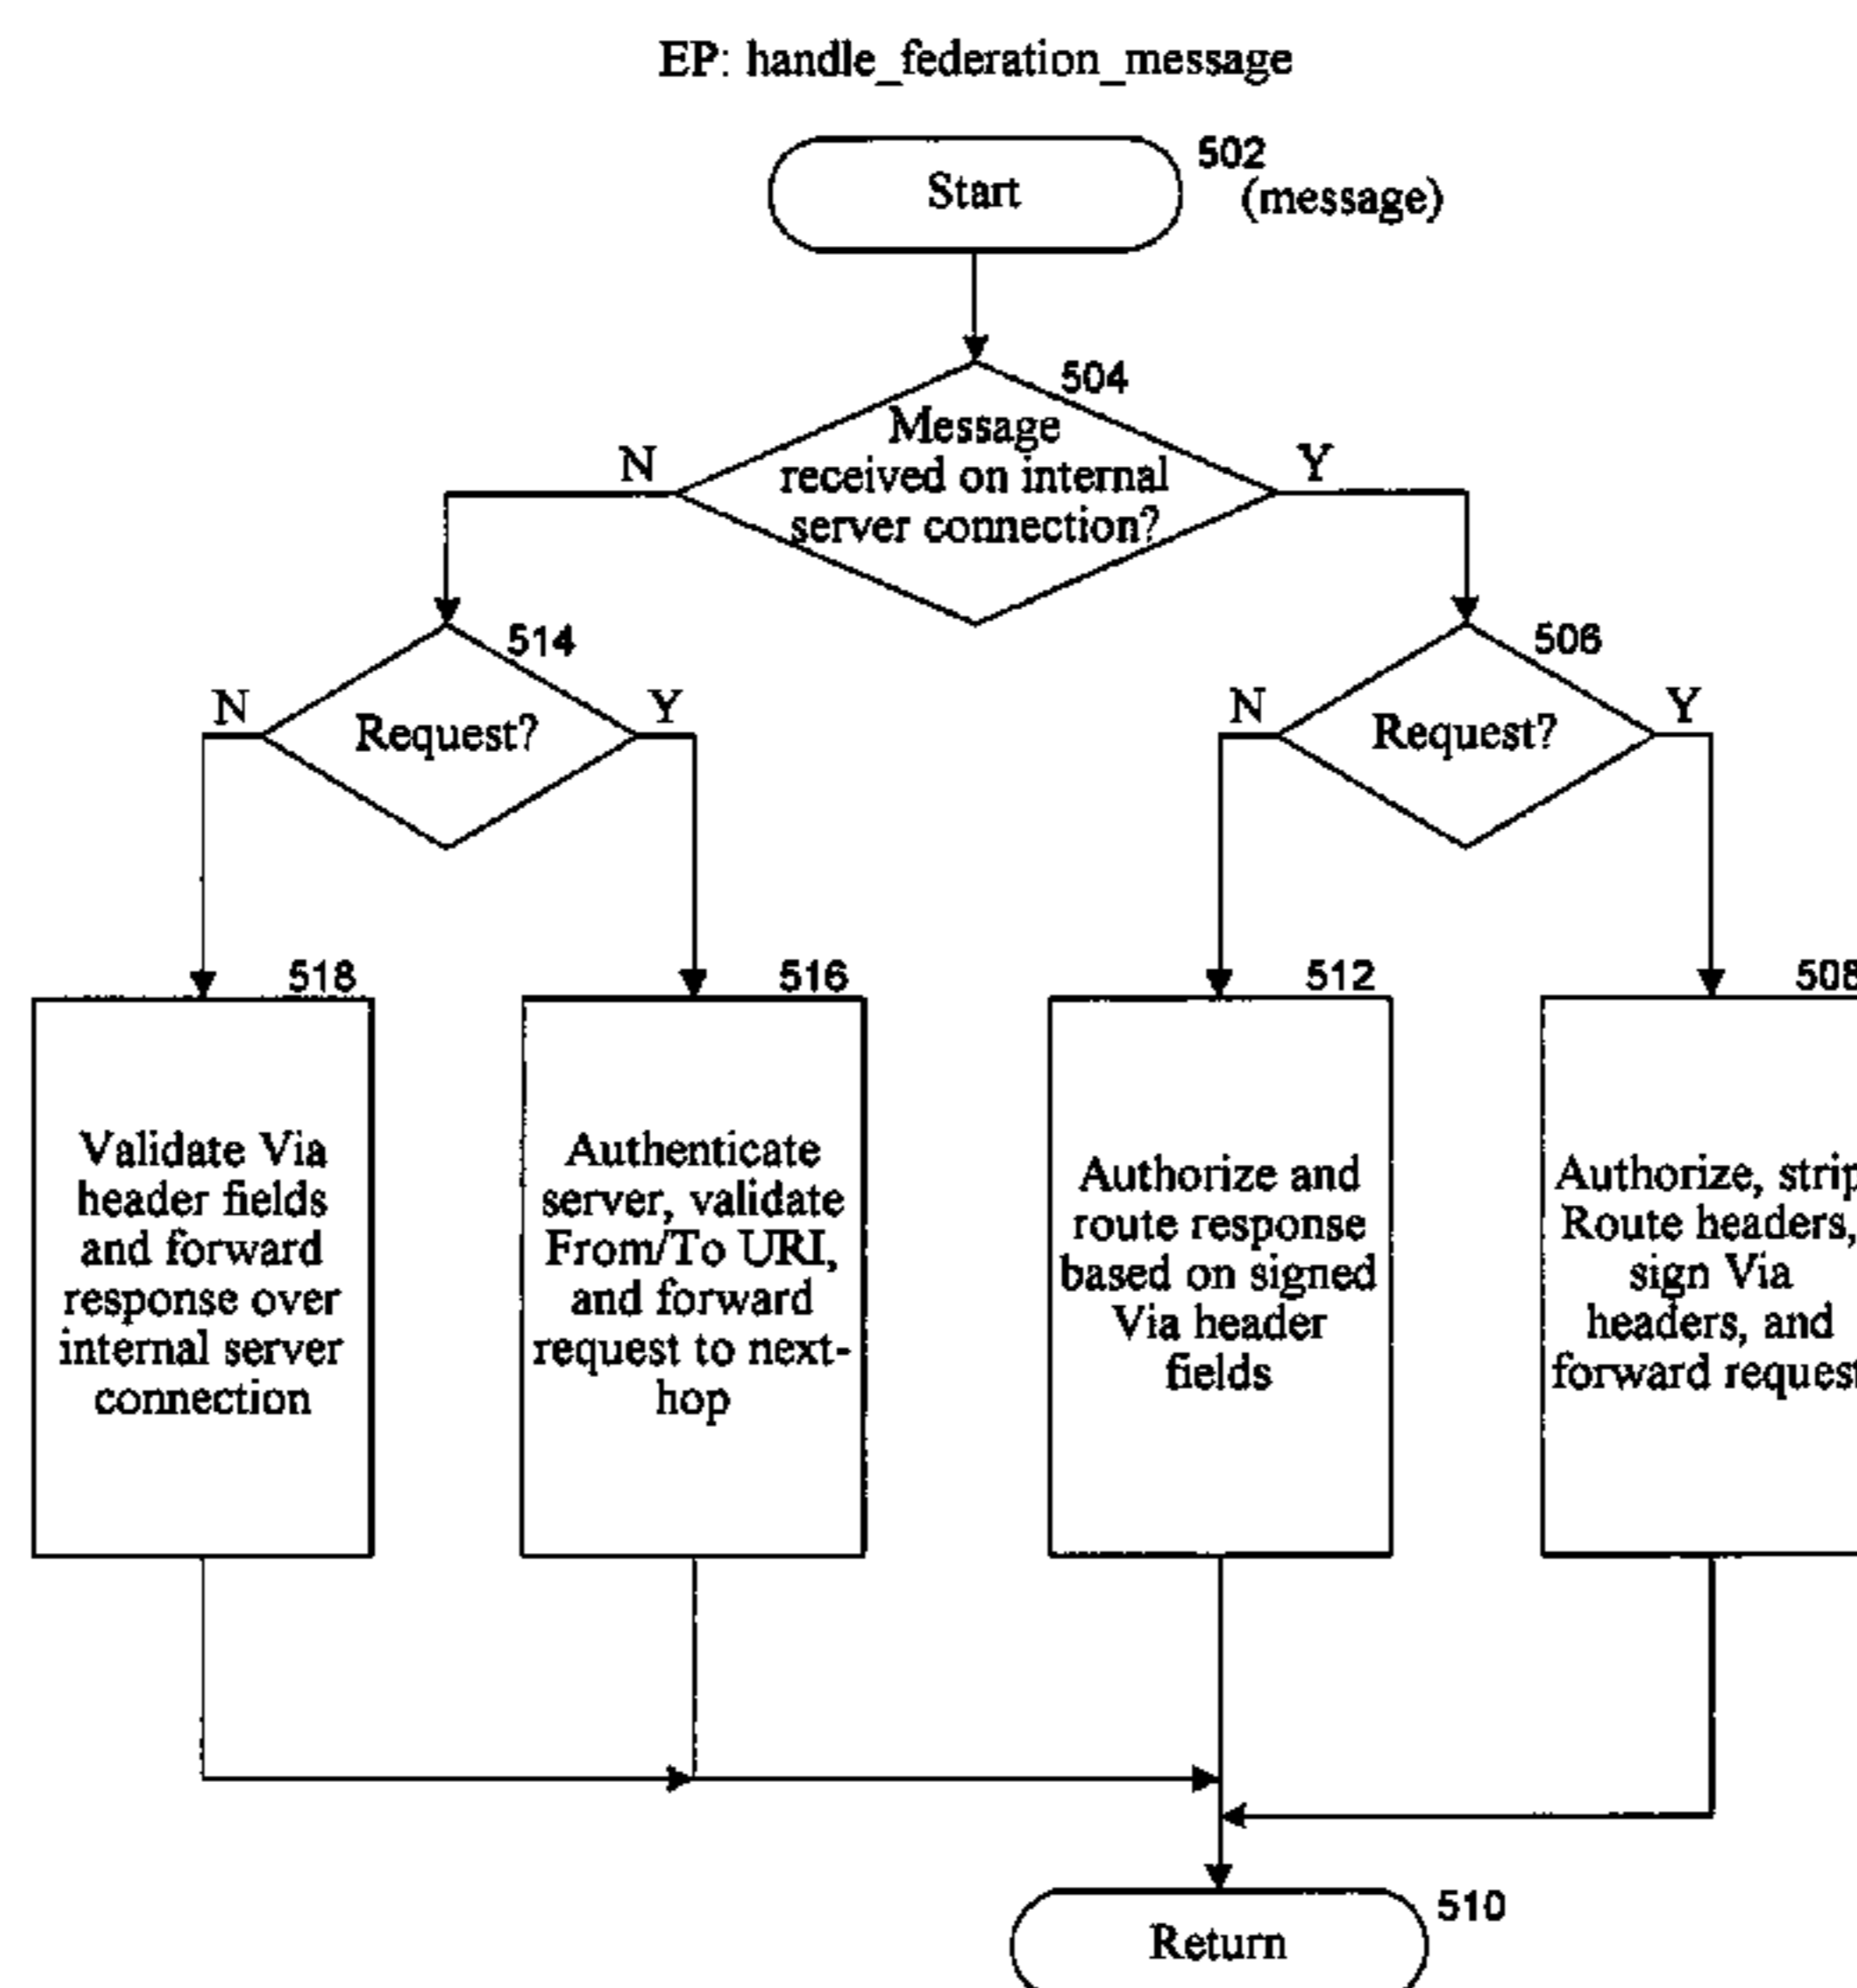 EP: handle_federation_message
502
Start
(message)
504
Message
received on internal
server connection?
N
Y
514
Request?
N
Y
506
Request?
N
Y
518
Validate Via
header fields
and forward
response over
internal server
connection
516
Authenticate
server, validate
From/To URI,
and forward
request to next-
hop
512
Authorize and
route response
based on signed
Via header
fields
508
Authorize, strip
Route headers,
sign Via
headers, and
forward request
510
Return